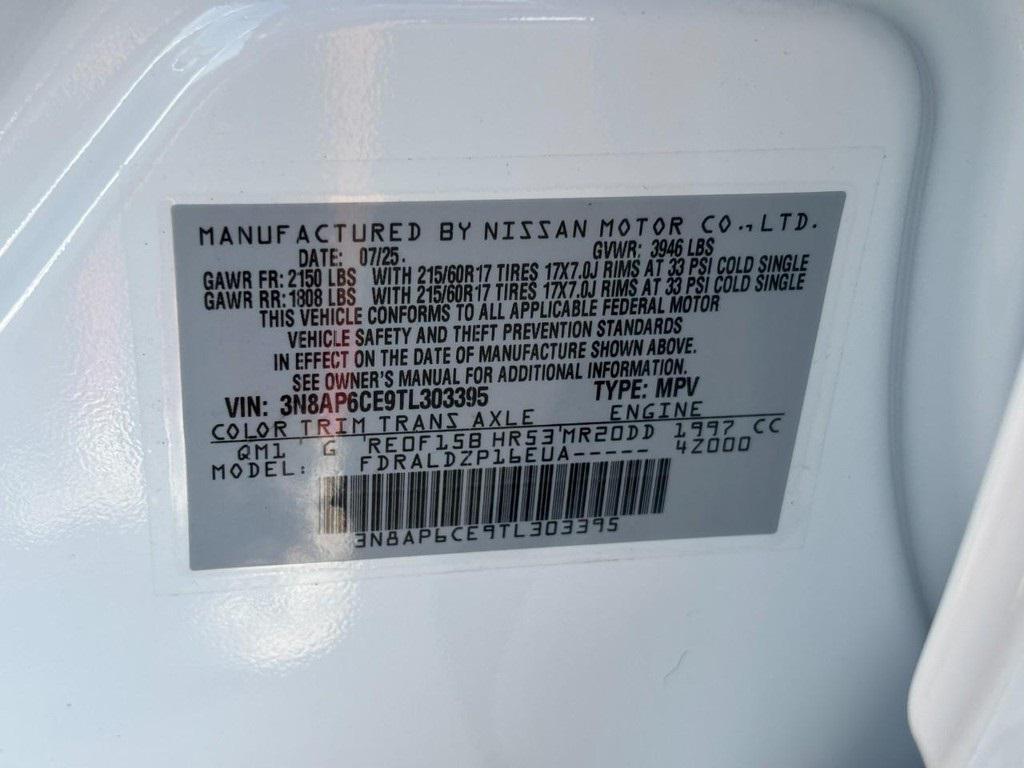 MANUFACTURED BY NISSAN MOTOR CO.,LTD.
DATE: 07/25. GVWR: 3946 LBS
GAWR FR: 2150 LBS WITH 215/60R17 TIRES 17X7.0J RIMS AT 33 PSI COLD SINGLE
GAWR RR: 1808 LBS WITH 215/60R17 TIRES 17X7.0J RIMS AT 33 PSI COLD SINGLE
THIS VEHICLE CONFORMS TO ALL APPLICABLE FEDERAL MOTOR
VEHICLE SAFETY AND THEFT PREVENTION STANDARDS
IN EFFECT ON THE DATE OF MANUFACTURE SHOWN ABOVE.
SEE OWNER'S MANUAL FOR ADDITIONAL INFORMATION.
VIN: 3N8AP6CE9TL303395 TYPE: MPV
COLOR TRIM TRANS AXLE ENGINE
QM1 G RE0F15B HR53 MR20DD 1997 CC
MODEL: FDRALDZP16EUA----- 4Z000
3N8AP6CE9TL303395